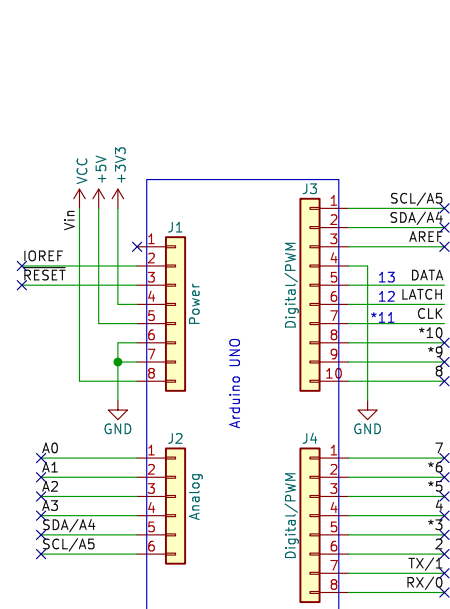 VCC
+5V
+3V3
Vin
J1
1
IOREF
2
RESET
3
4
5
6
7
8
Power
GND
Arduino UNO
J3
1 SCL/A5
2 SDA/A4
3 AREF
4
5 13 DATA
6 12 LATCH
7 *11 CLK
8 *10
9 *9
10 8
Digital/PWM
GND
J2
A0 1
A1 2
A2 3
A3 4
SDA/A4 5
SCL/A5 6
Analog
J4
1 7
2 *6
3 *5
4 4
5 *3
6 2
7 TX/1
8 RX/0
Digital/PWM